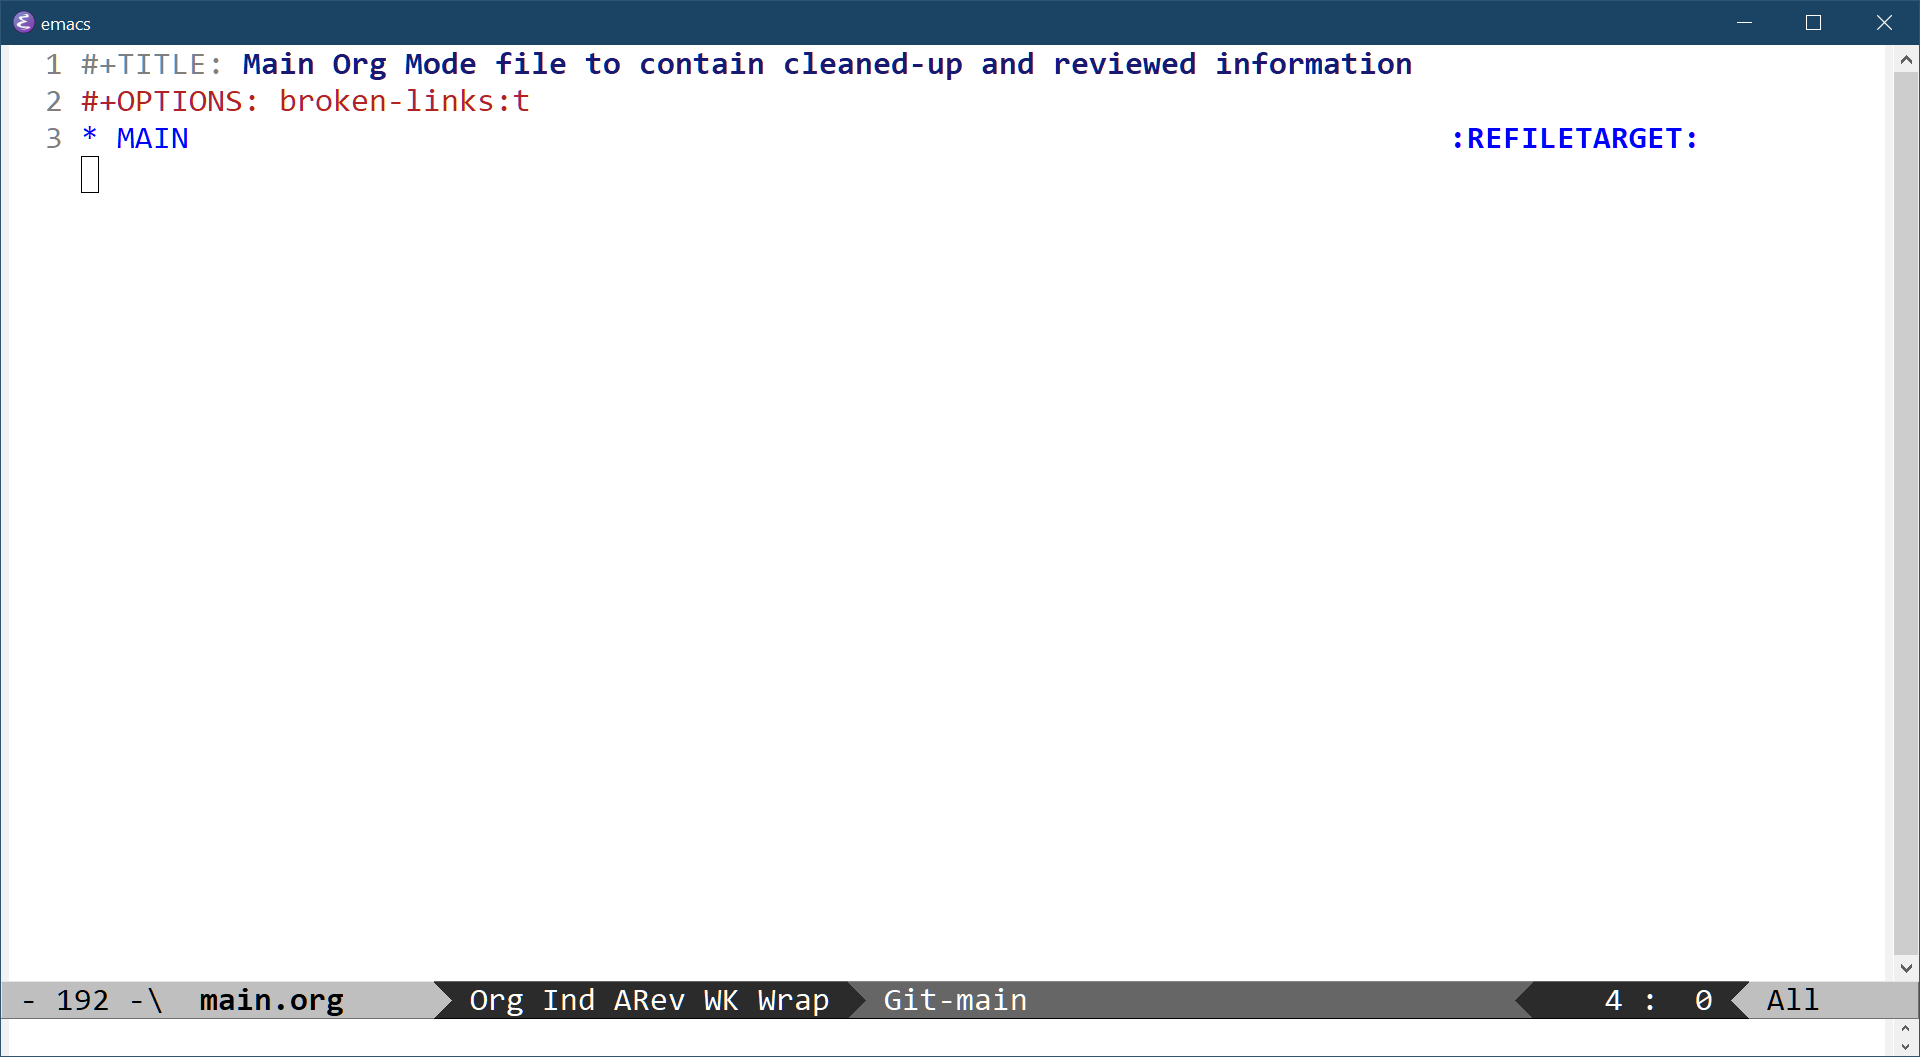 emacs
1 #+TITLE: Main Org Mode file to contain cleaned-up and reviewed information
2 #+OPTIONS: broken-links:t
3 * MAIN :REFILETARGET:
- 192 -\ main.org Org Ind ARev WK Wrap Git-main 4 : 0 All